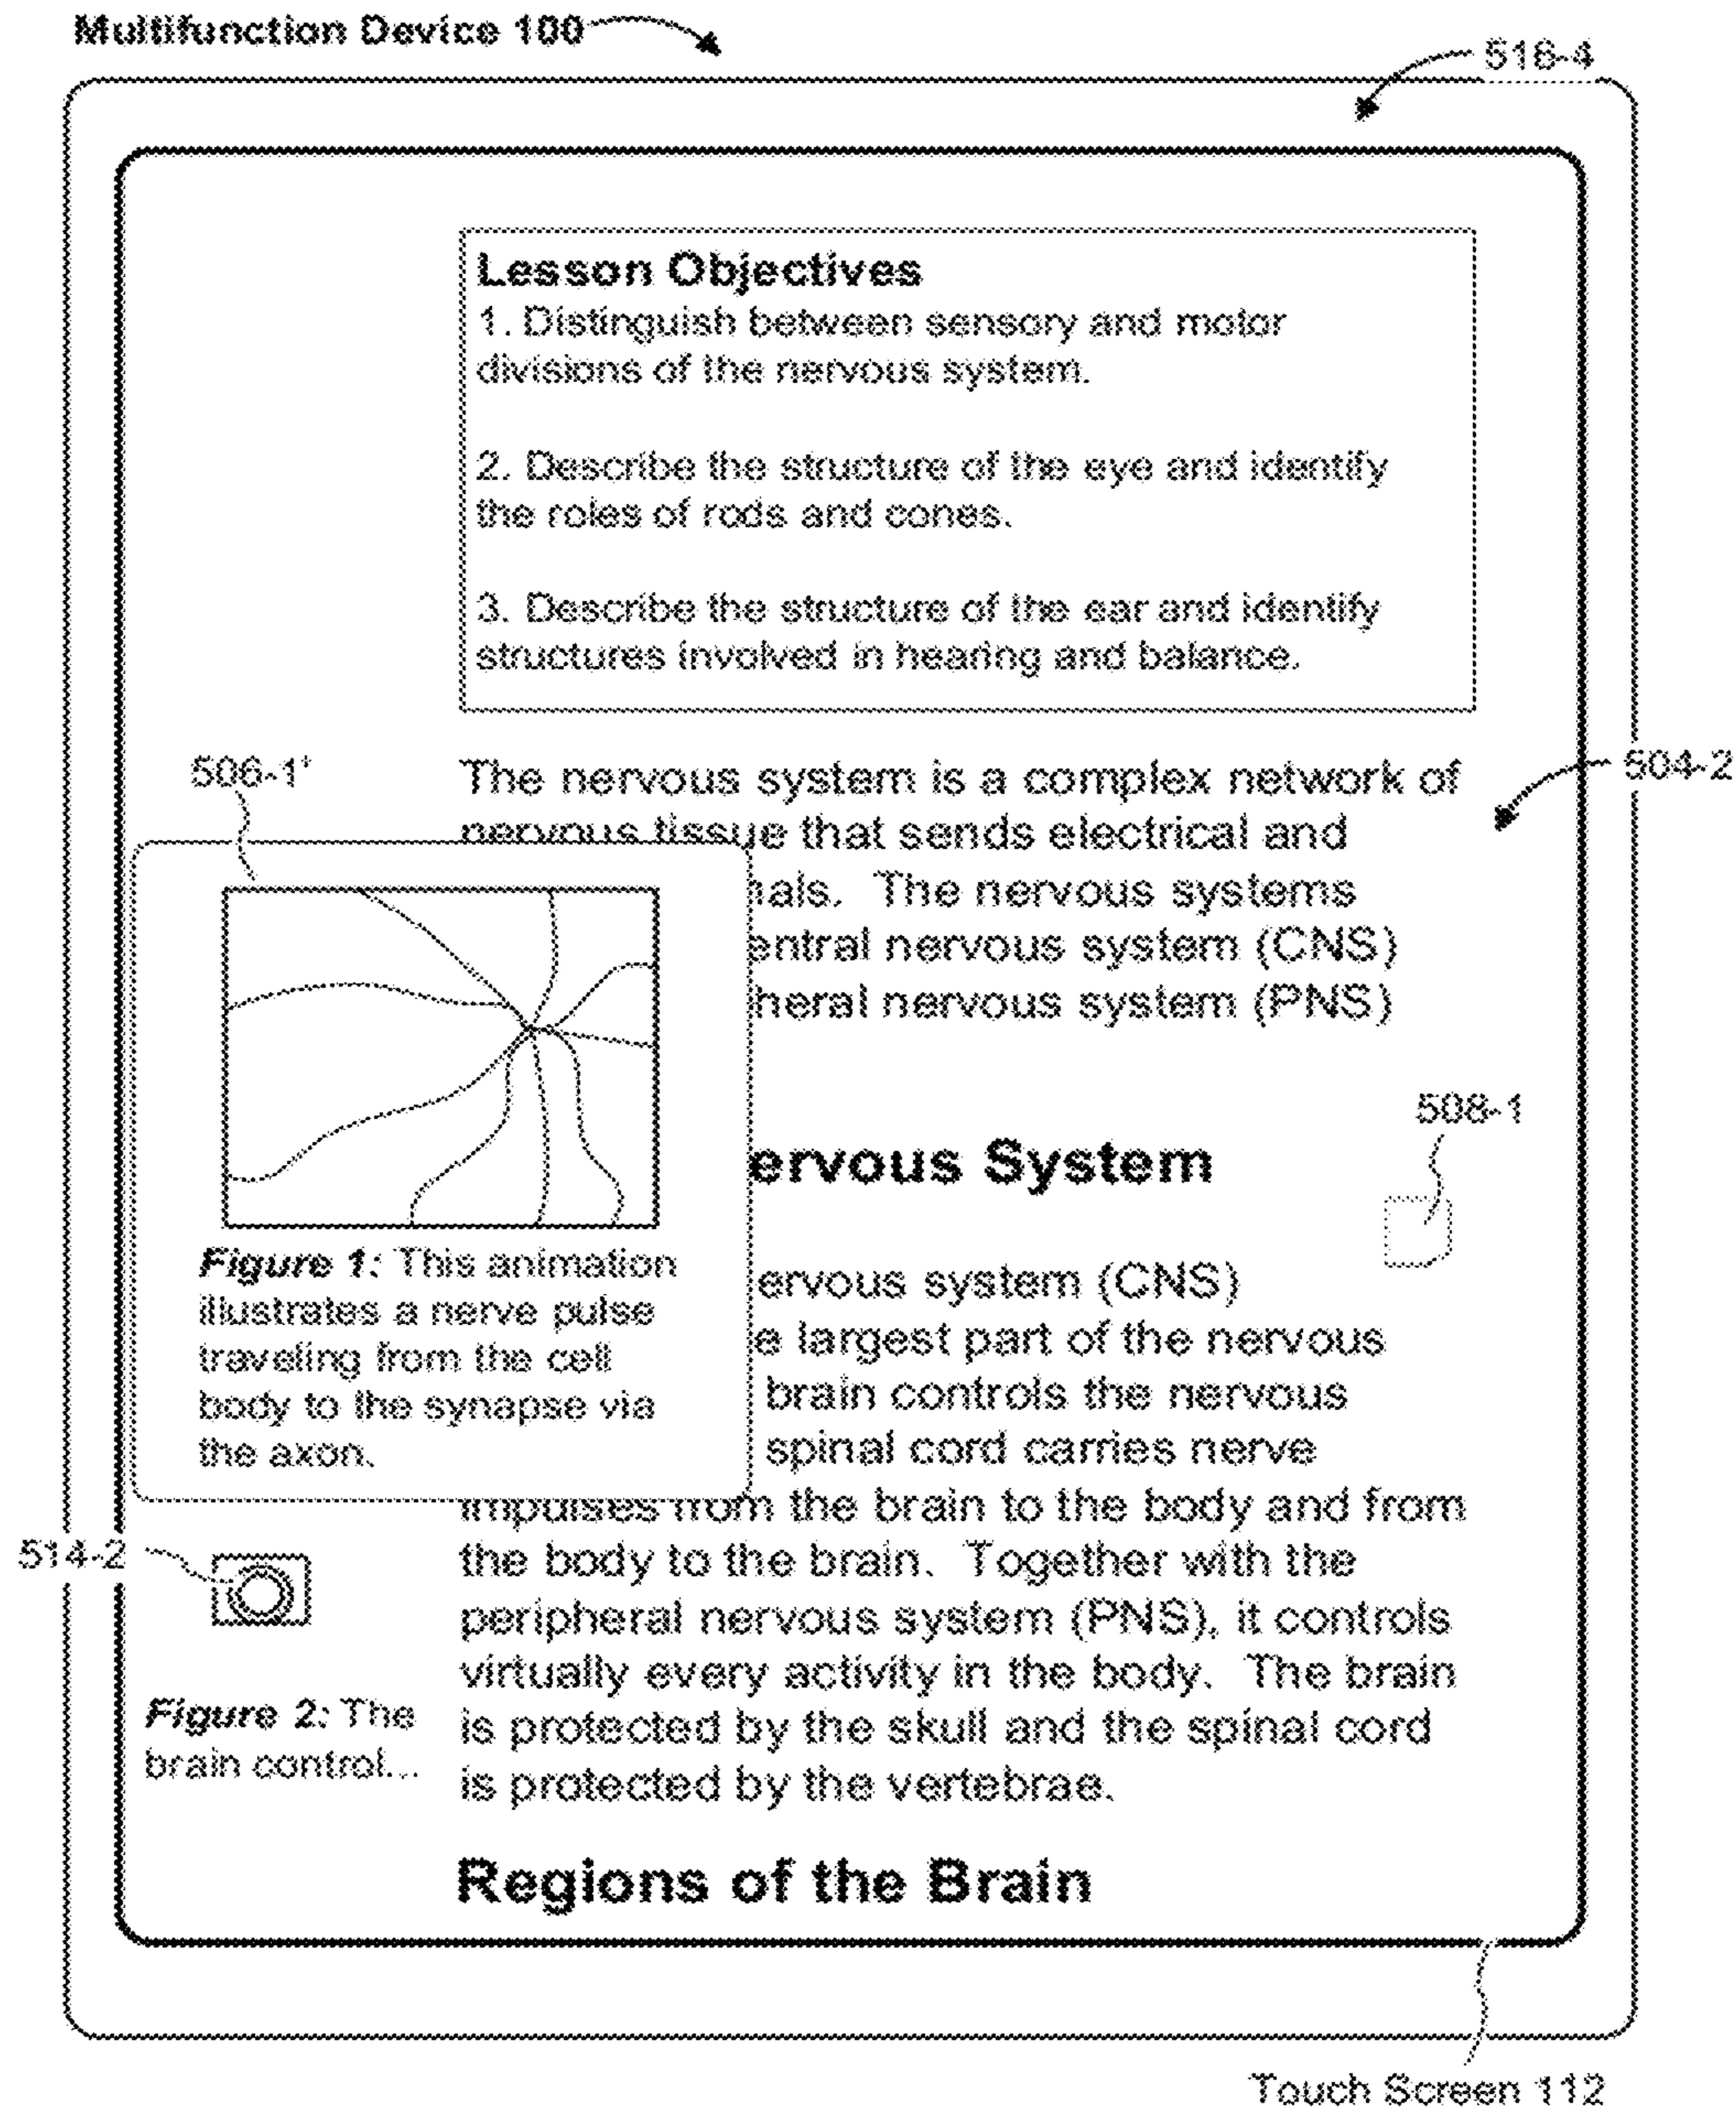 Multifunction Device 100
516-4
Lesson Objectives
1. Distinguish between sensory and motor
divisions of the nervous system.
2. Describe the structure of the eye and identify
the roles of rods and cones.
3. Describe the structure of the ear and identify
structures involved in hearing and balance.
506-1'
The nervous system is a complex network of
504-2
nervous tissue that sends electrical and
nals. The nervous systems
entral nervous system (CNS)
heral nervous system (PNS)
508-1
ervous System
Figure 1: This animation
illustrates a nerve pulse
traveling from the cell
body to the synapse via
the axon.
ervous system (CNS)
e largest part of the nervous
brain controls the nervous
spinal cord carries nerve
impulses from the brain to the body and from
514-2
the body to the brain. Together with the
peripheral nervous system (PNS), it controls
virtually every activity in the body. The brain
Figure 2: The
brain control...
is protected by the skull and the spinal cord
is protected by the vertebrae.
Regions of the Brain
Touch Screen 112